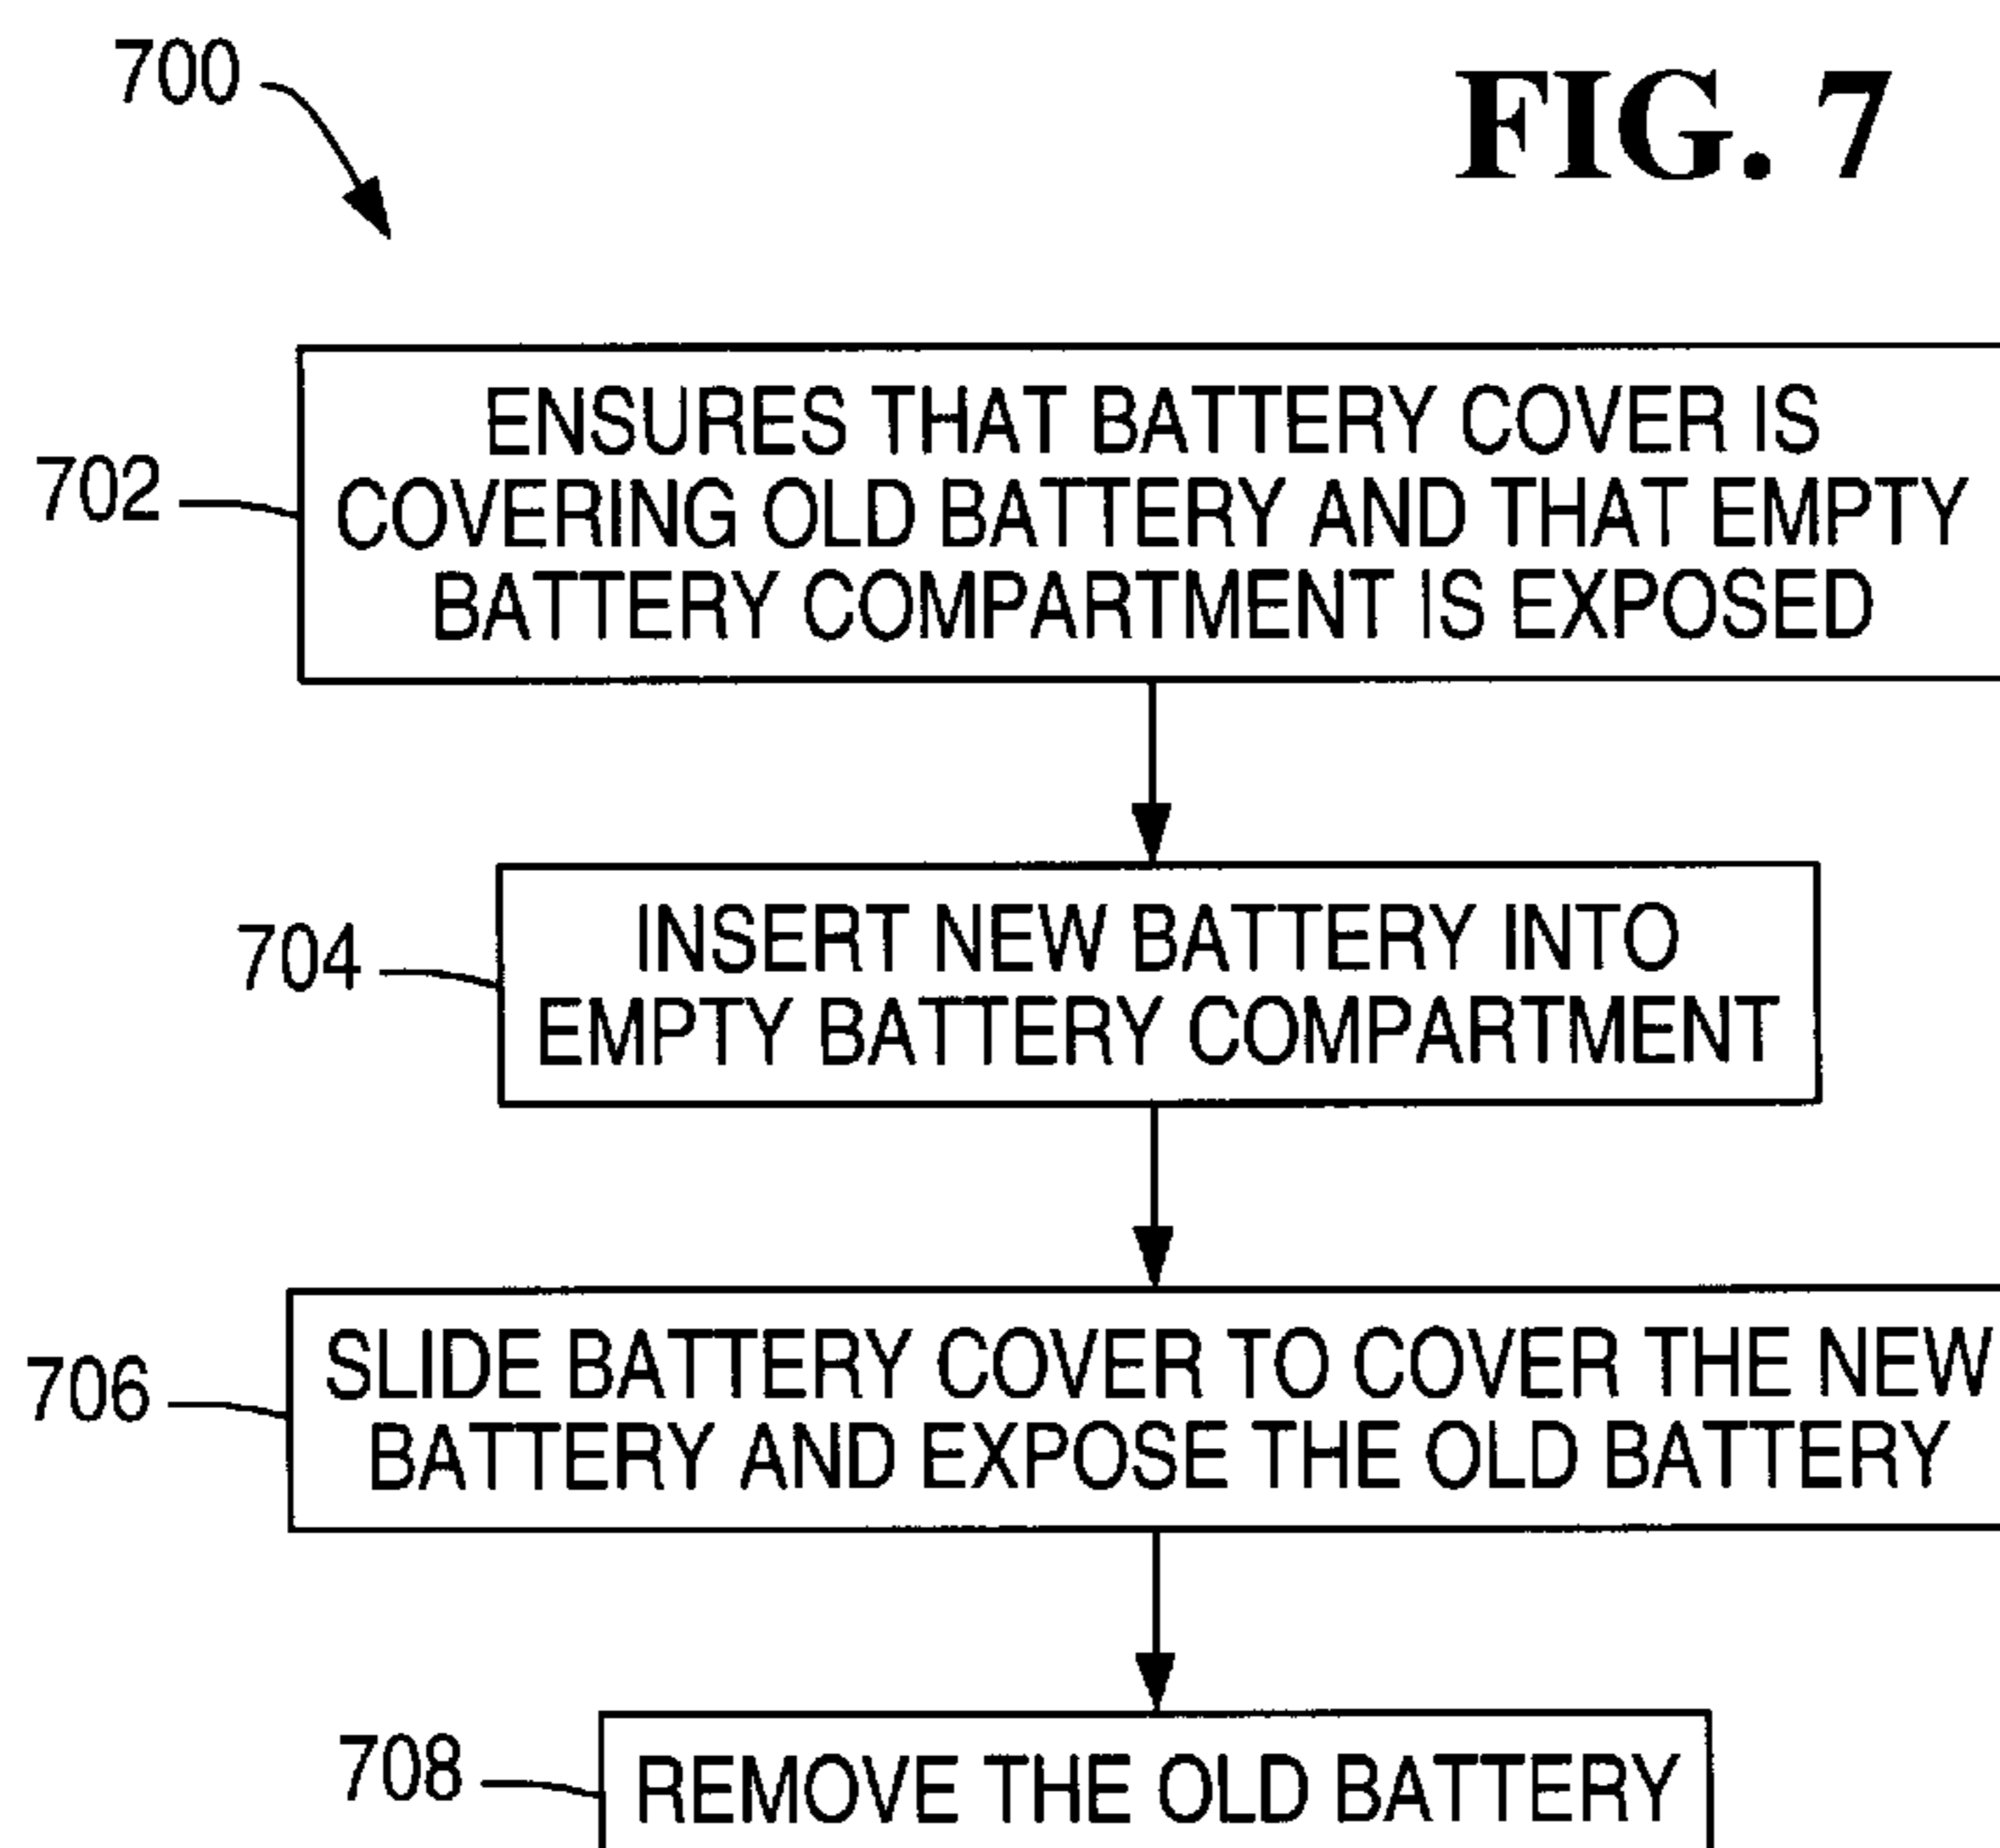 700
FIG. 7
702
ENSURES THAT BATTERY COVER IS
COVERING OLD BATTERY AND THAT EMPTY
BATTERY COMPARTMENT IS EXPOSED
704
INSERT NEW BATTERY INTO
EMPTY BATTERY COMPARTMENT
706
SLIDE BATTERY COVER TO COVER THE NEW
BATTERY AND EXPOSE THE OLD BATTERY
708
REMOVE THE OLD BATTERY